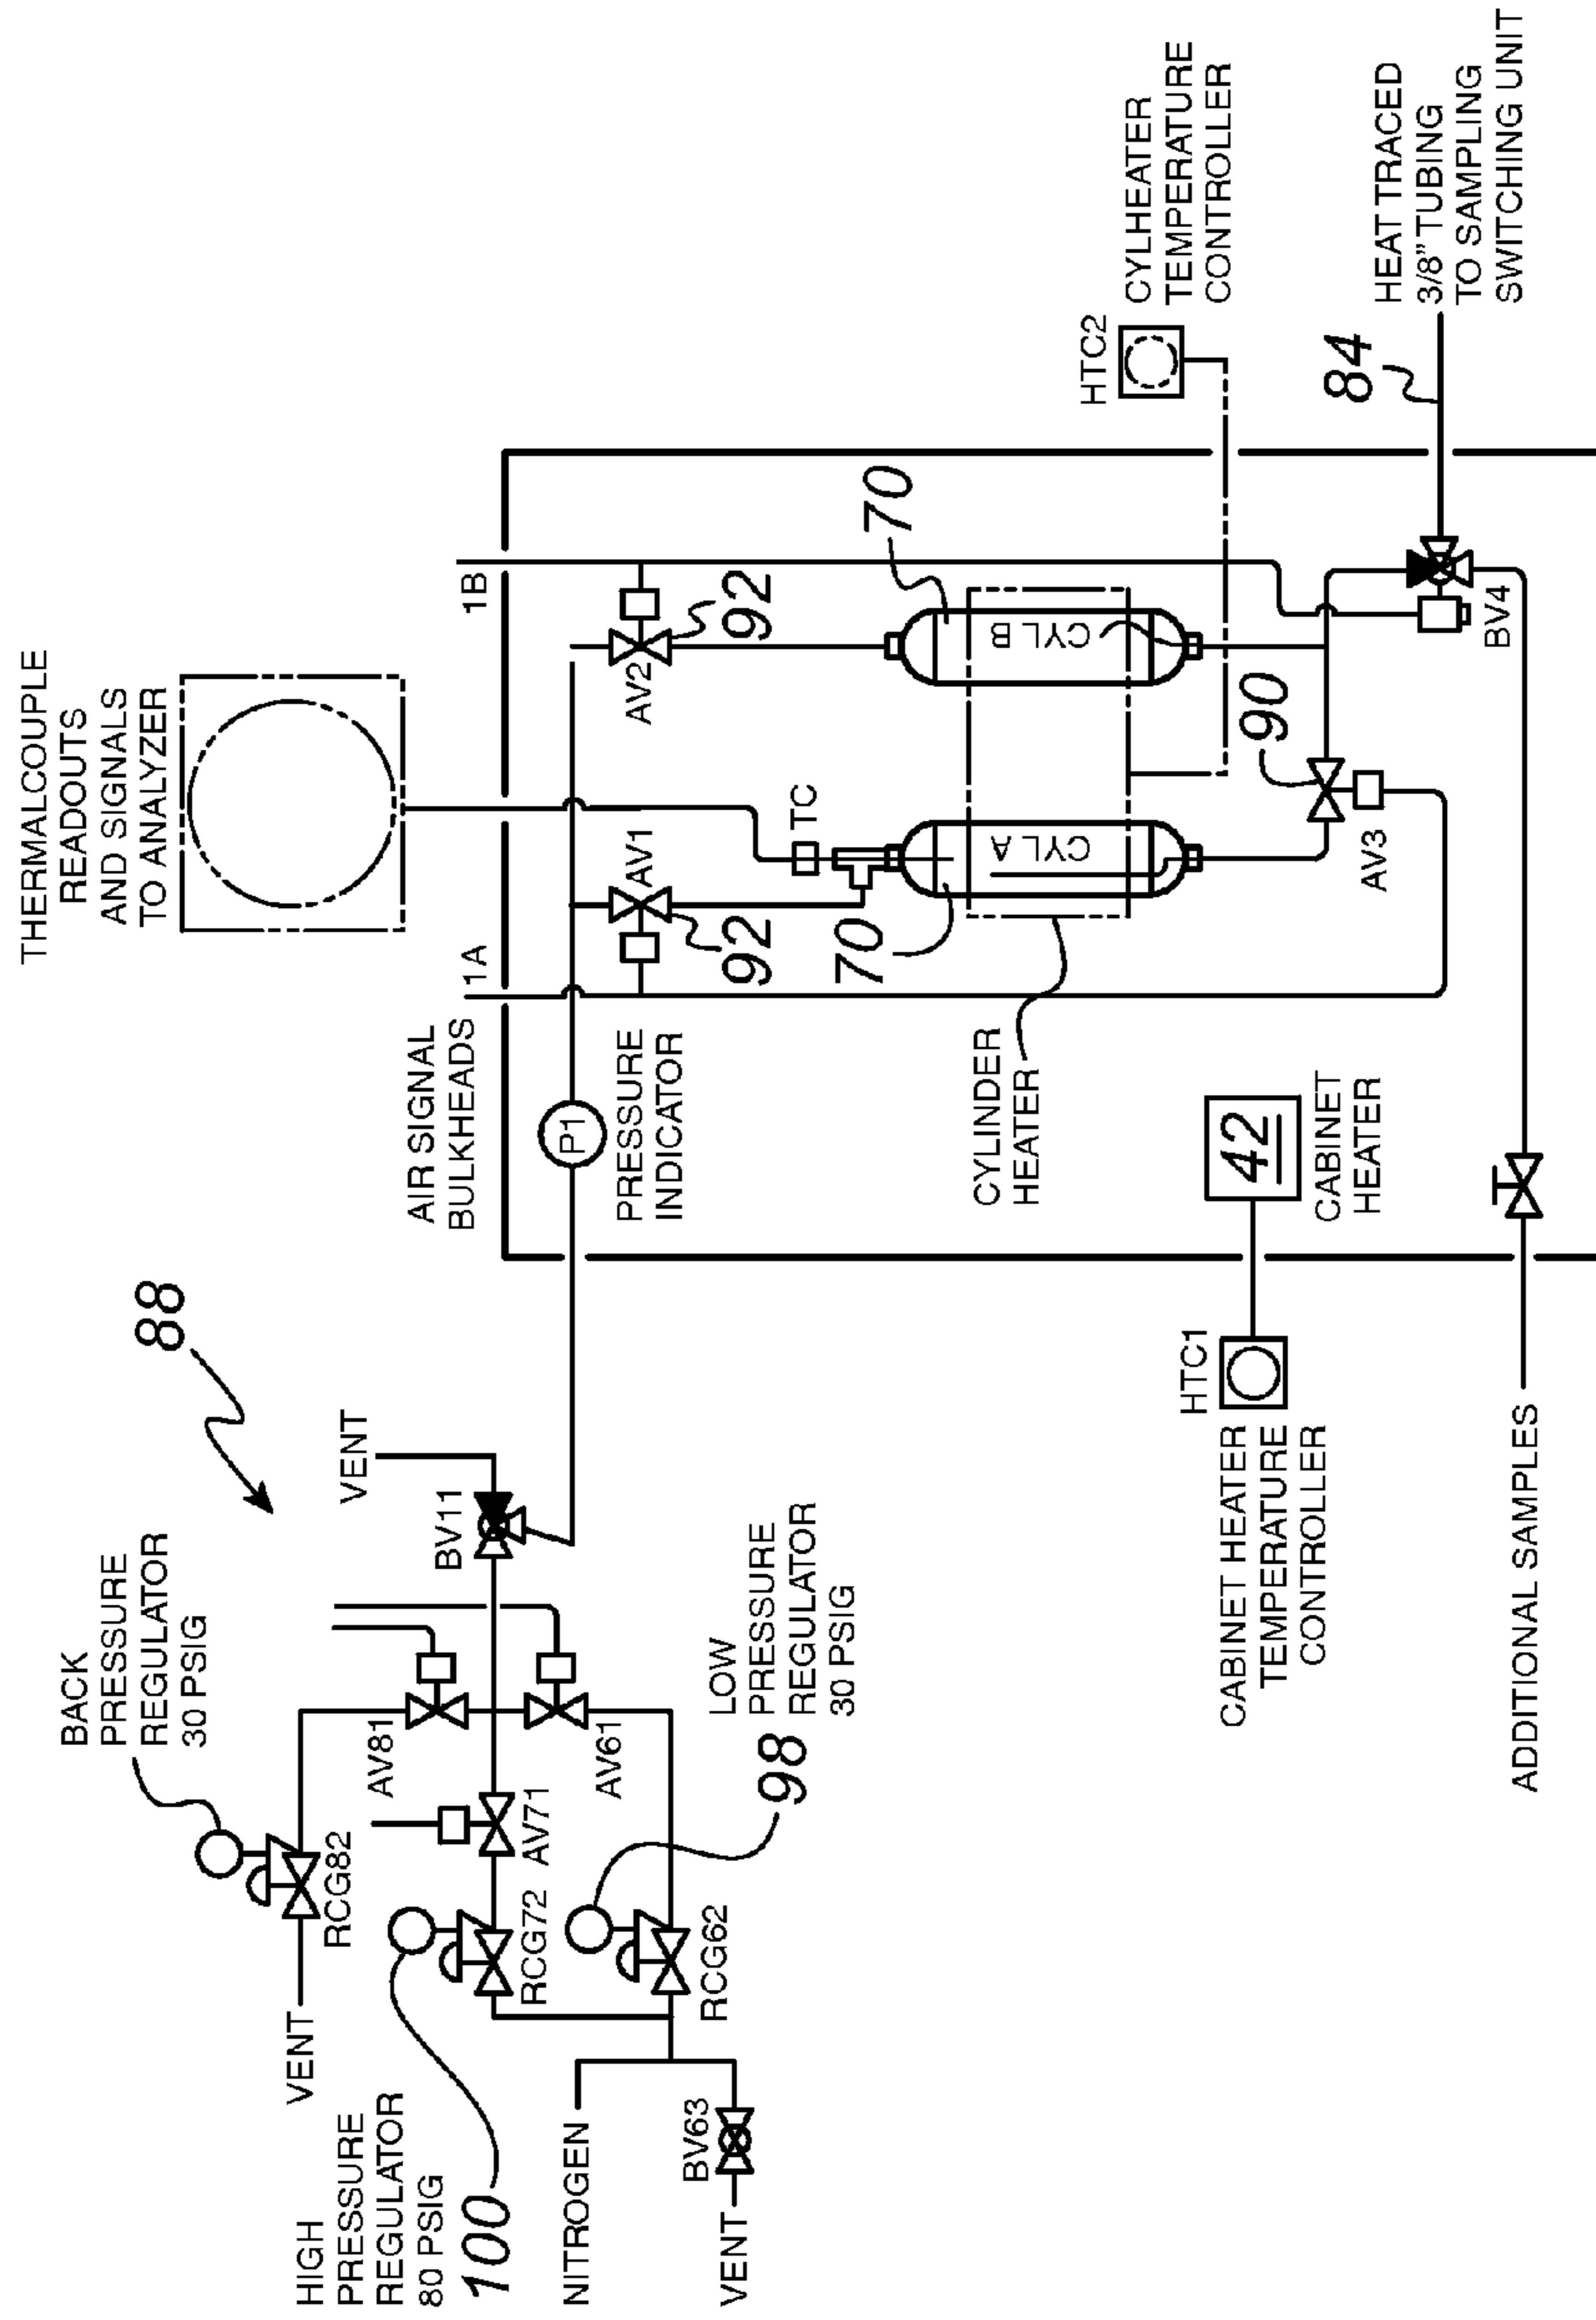 THERMALCOUPLE
READOUTS
AND SIGNALS
TO ANALYZER
88
BACK
PRESSURE
REGULATOR
30 PSIG
VENT
RCG82
AV81
VENT
BV11
AIR SIGNAL
BULKHEADS
1A
1B
HIGH
PRESSURE
REGULATOR
80 PSIG
100
RCG72
AV71
AV61
P1
PRESSURE
INDICATOR
AV1
92
TC
AV2
92
NITROGEN
BV63
VENT
RCG62
98
LOW
PRESSURE
REGULATOR
30 PSIG
70
70
CYL A
CYL B
CYLINDER
HEATER
HTC2
CYLHEATER
TEMPERATURE
CONTROLLER
HTC1
CABINET HEATER
TEMPERATURE
CONTROLLER
42
CABINET
HEATER
90
AV3
84
HEAT TRACED
3/8" TUBING
TO SAMPLING
SWITCHING UNIT
BV4
ADDITIONAL SAMPLES